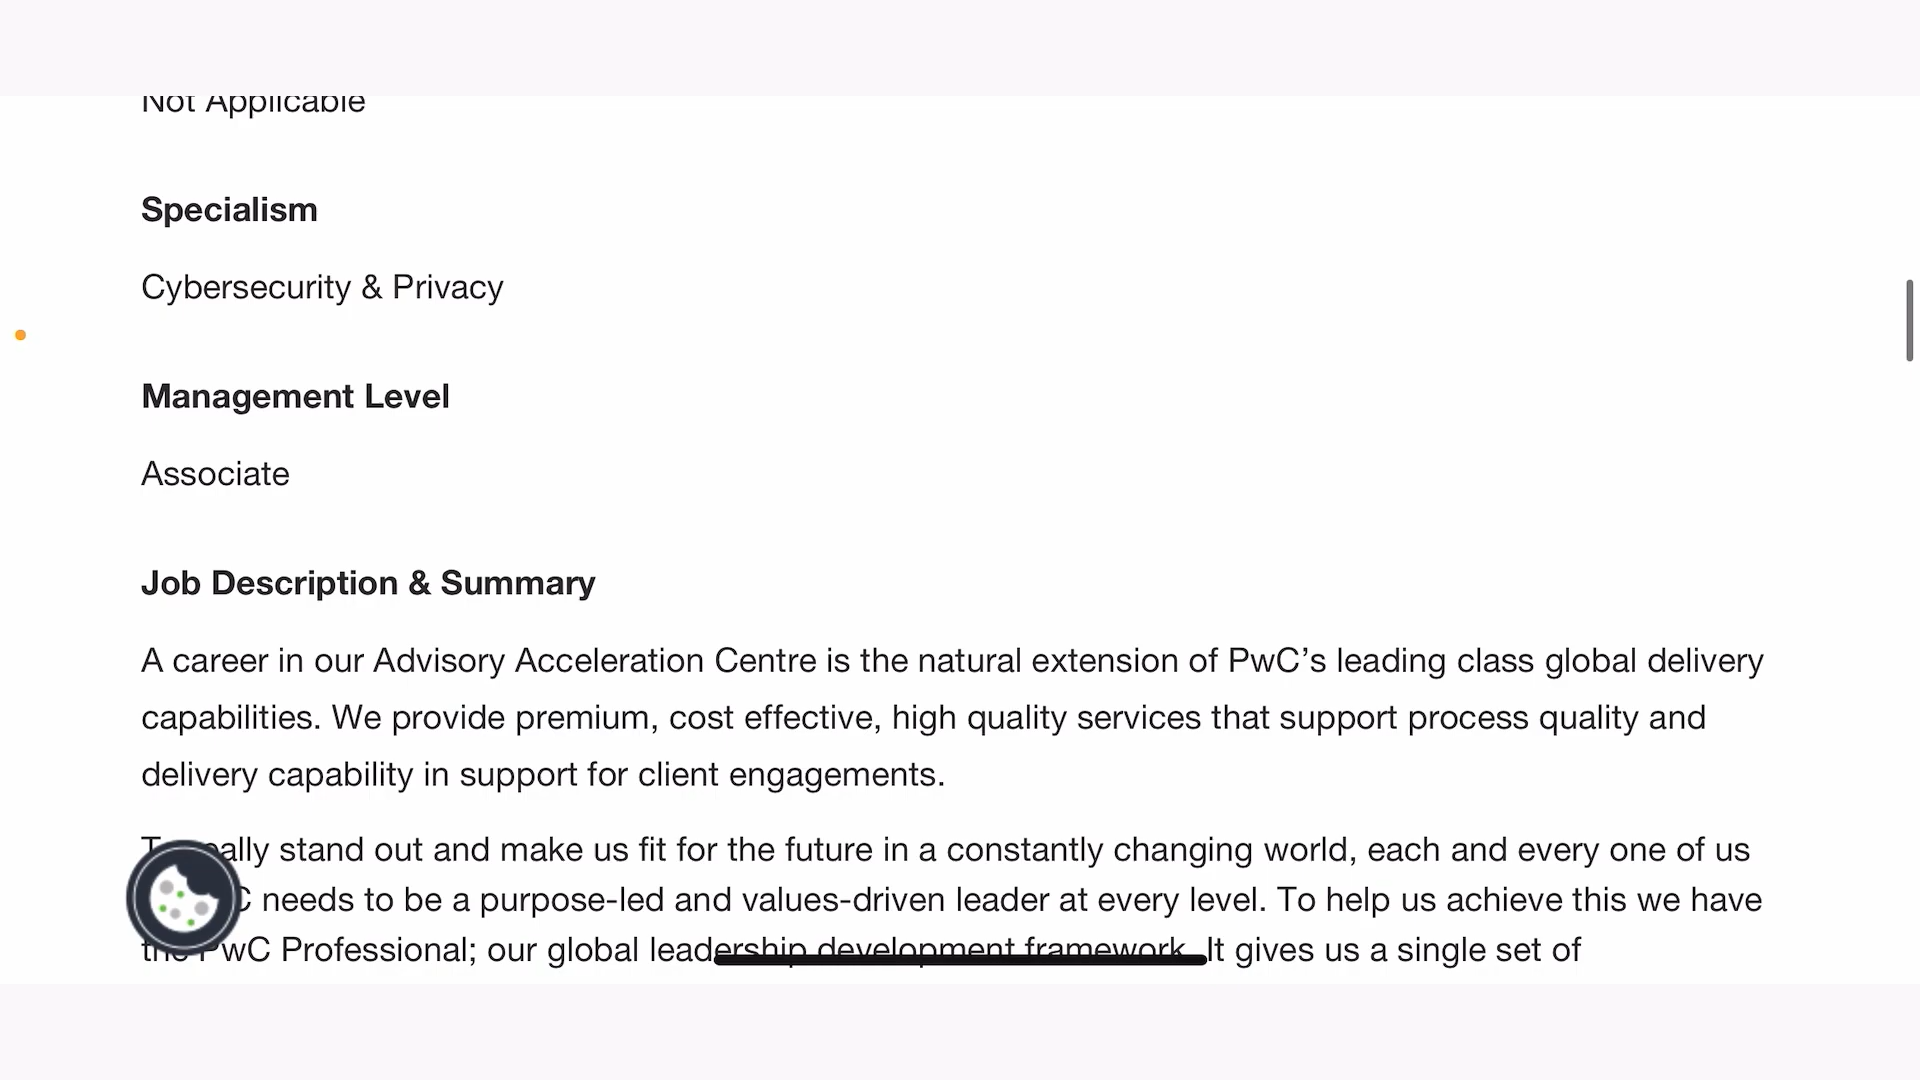 Not Applicable
Specialism
Cybersecurity & Privacy
Management Level
Associate
Job Description & Summary
A career in our Advisory Acceleration Centre is the natural extension of PwC’s leading class global delivery
capabilities. We provide premium, cost effective, high quality services that support process quality and
delivery capability in support for client engagements.
stand out and make us fit for the future in a constantly changing world, each and every one of us
needs to be a purpose-led and values-driven leader at every level. To help us achieve this we have
the PwC Professional; our global leadership development framework. It gives us a single set of